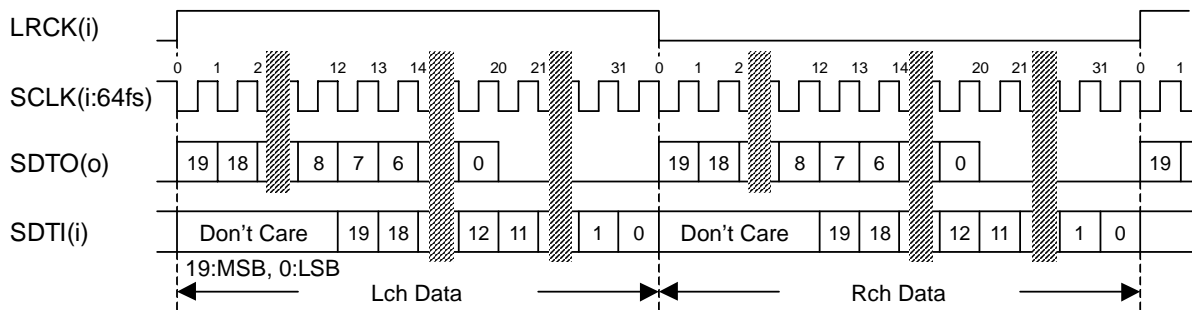 LRCK(i)
0 1 2 12 13 14 20 21 31 0 1 2 12 13 14 20 21 31 0 1
SCLK(i:64fs)
SDTO(o) 19 18 8 7 6 0 19 18 8 7 6 0 19
SDTI(i) Don't Care 19 18 12 11 1 0 Don't Care 19 18 12 11 1 0
19:MSB, 0:LSB
Lch Data Rch Data